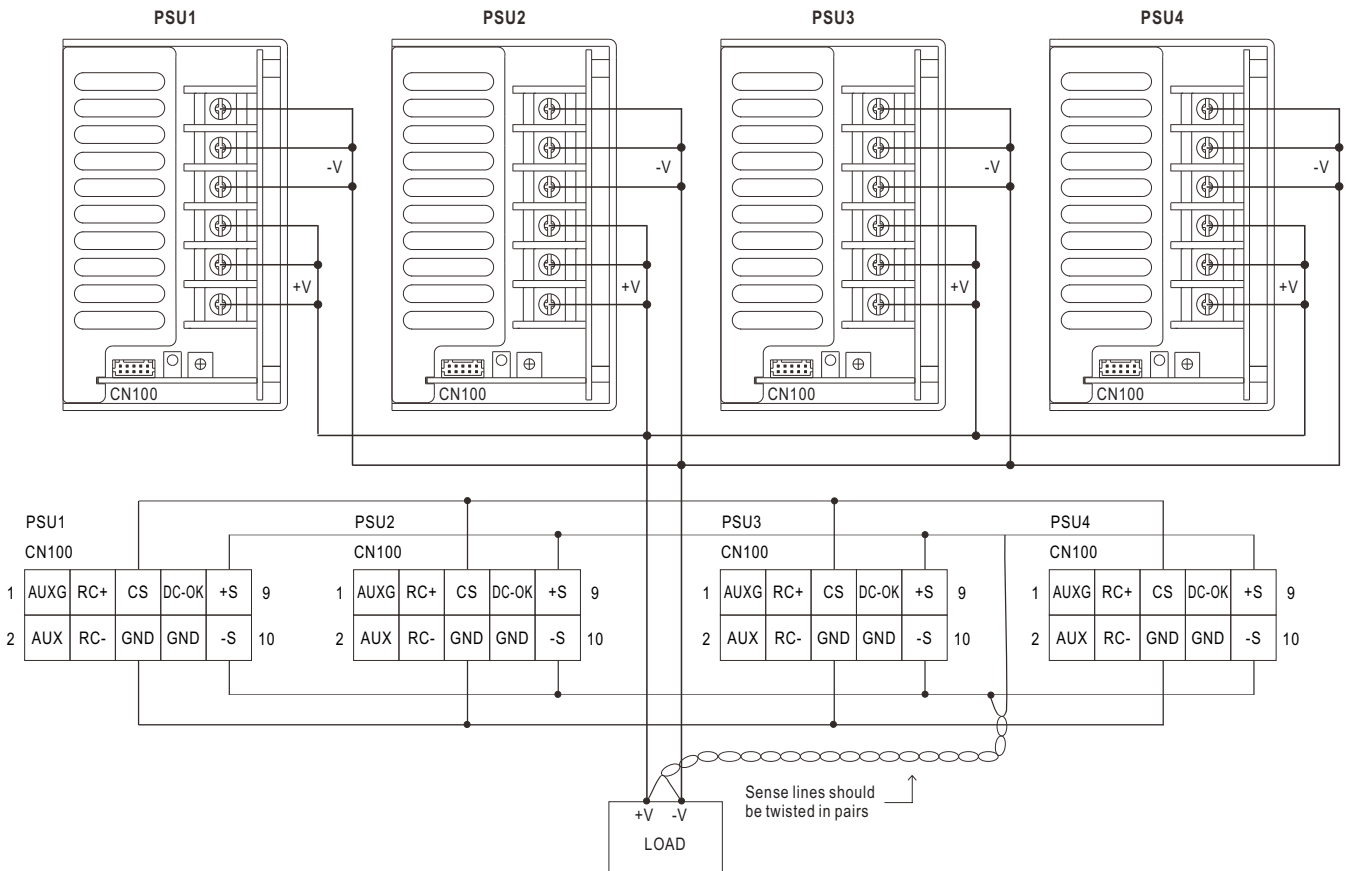 PSU1 PSU2 PSU3 PSU4
-V -V -V -V
+V +V +V +V
CN100 CN100 CN100 CN100
PSU1 PSU2 PSU3 PSU4
CN100 CN100 CN100 CN100
1 AUXG RC+ CS DC-OK +S 9 1 AUXG RC+ CS DC-OK +S 9 1 AUXG RC+ CS DC-OK +S 9 1 AUXG RC+ CS DC-OK +S 9
2 AUX RC- GND GND -S 10 2 AUX RC- GND GND -S 10 2 AUX RC- GND GND -S 10 2 AUX RC- GND GND -S 10
Sense lines should
be twisted in pairs
+V -V
LOAD